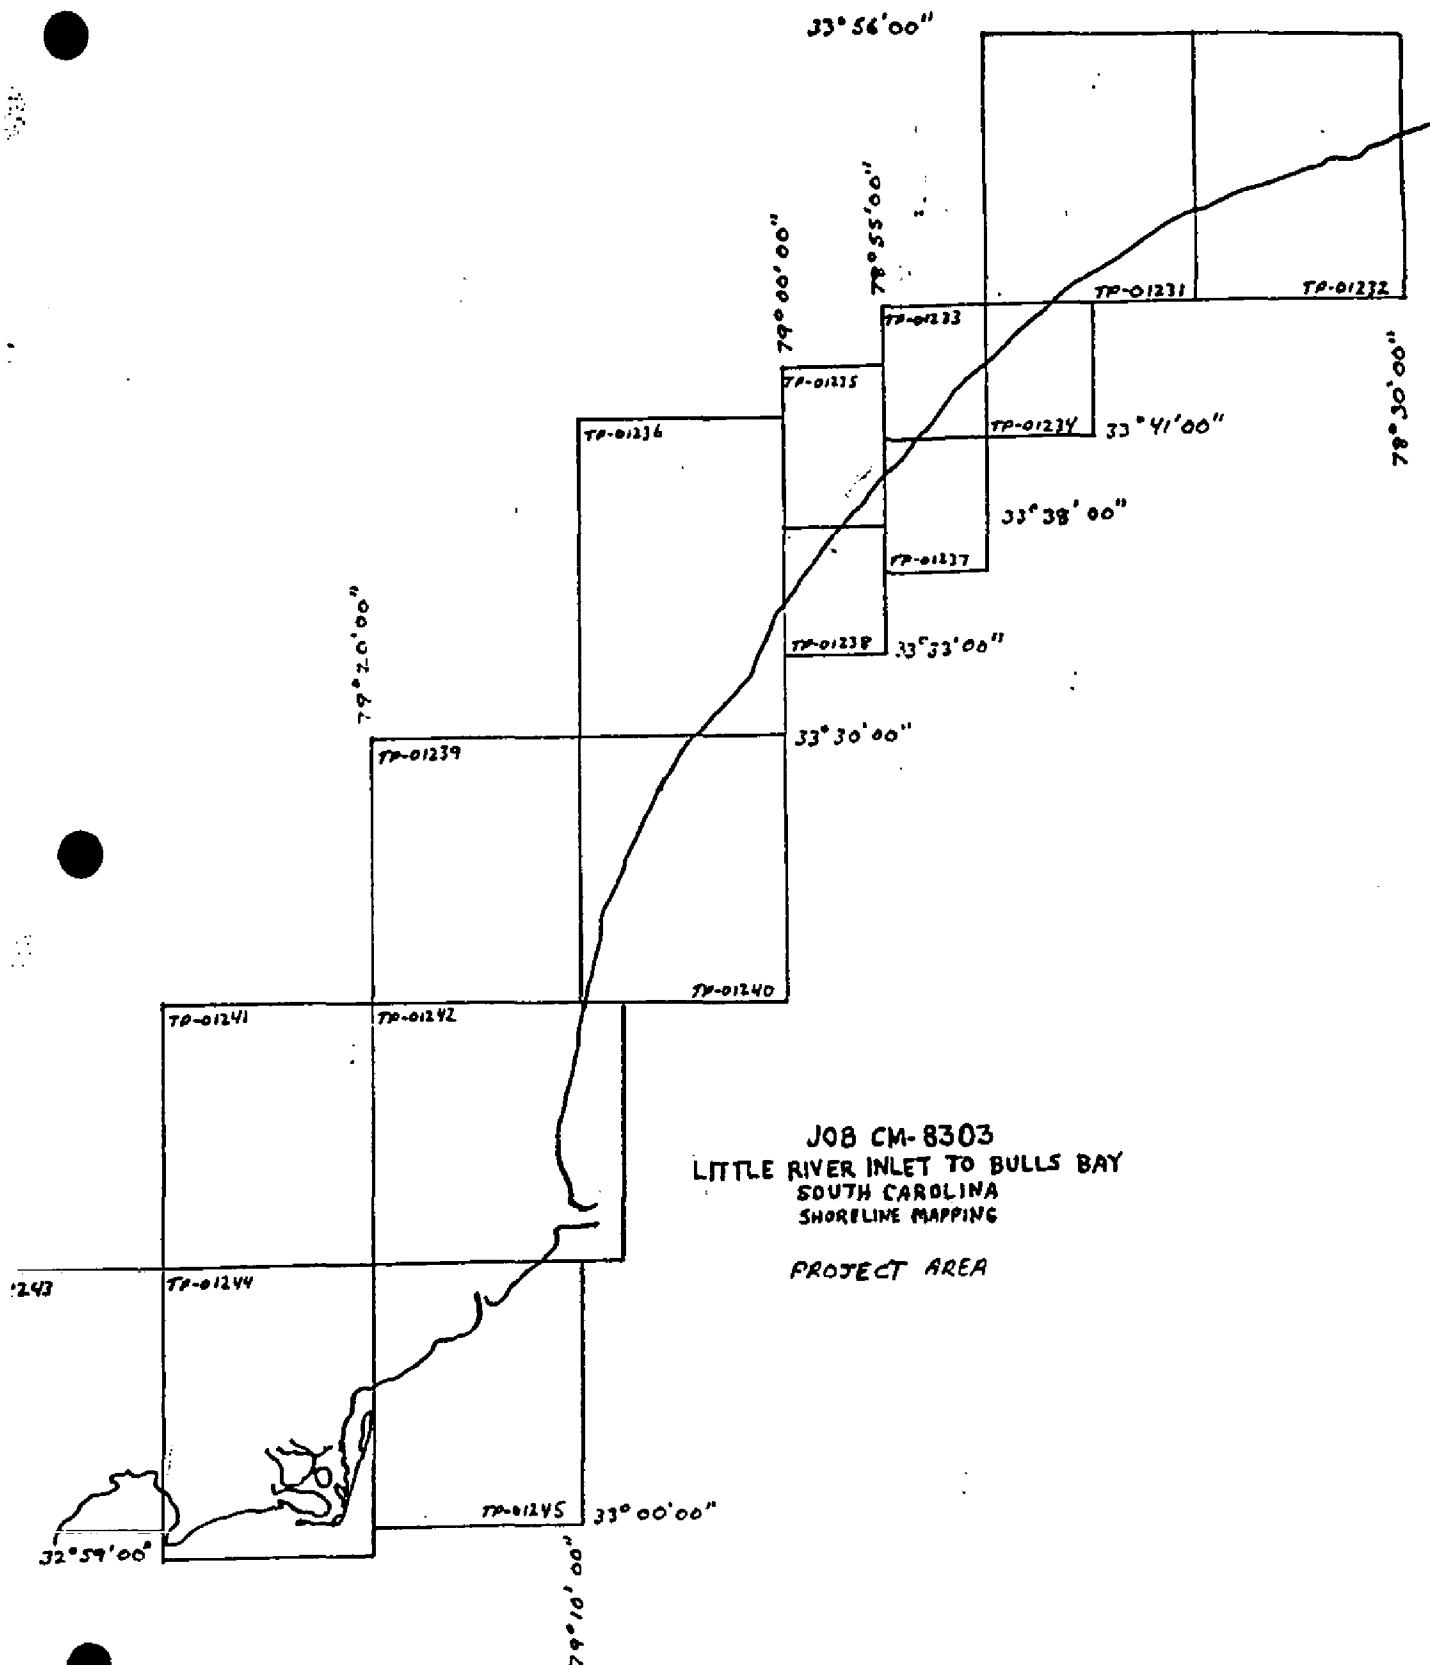 33°56'00"
78°55'00"
79°00'00"
TP-01231
TP-01232
TP-01233
78°30'00"
TP-01235
TP-01234
33°41'00"
TP-01236
33°38'00"
TP-01237
79°20'00"
TP-01238
33°33'00"
33°30'00"
TP-01239
TP-01240
TP-01241
TP-01242
JOB CM-8303
LITTLE RIVER INLET TO BULLS BAY
SOUTH CAROLINA
SHORELINE MAPPING
PROJECT AREA
1243
TP-01244
TP-01245
33°00'00"
32°59'00"
79°10'00"